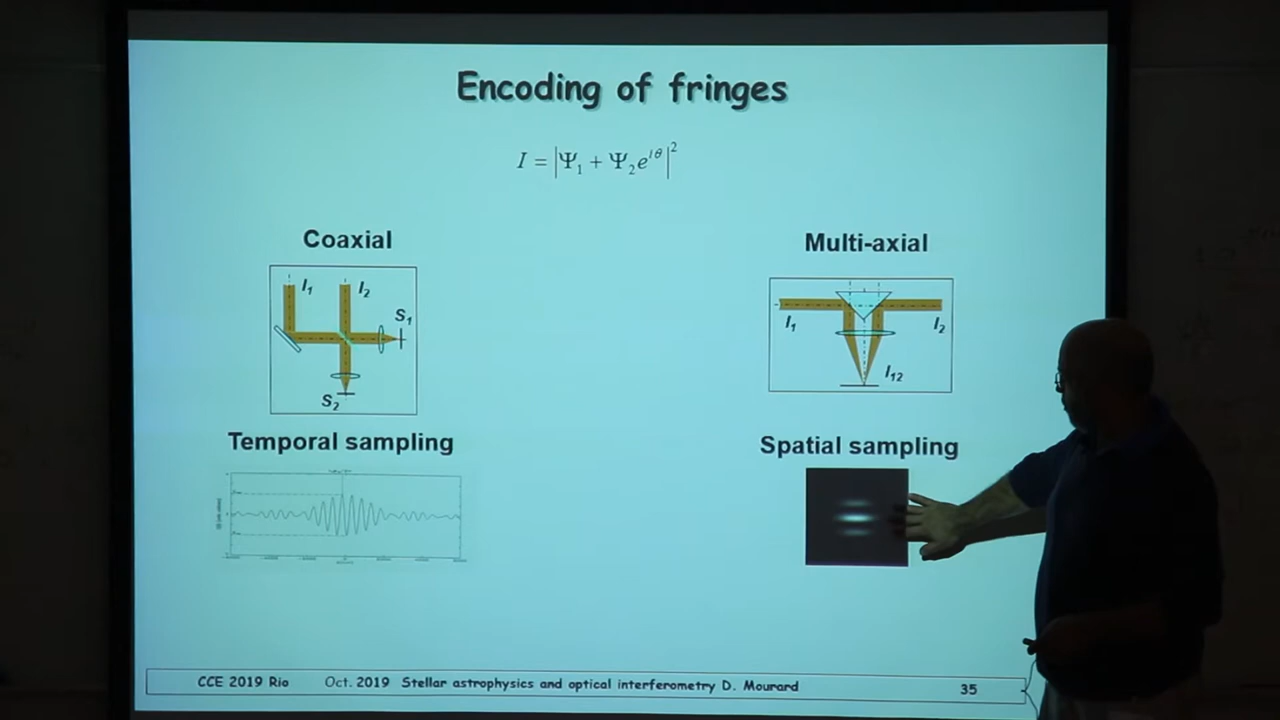 Encoding of fringes
I = |Ψ₁ + Ψ₂e^{iθ}|²
Coaxial
Multi-axial
I₁
I₂
S₁
S₂
I₁
I₂
I₁₂
Temporal sampling
Spatial sampling
CCE 2019 Rio Oct. 2019 Stellar astrophysics and optical interferometry D. Mourard 35